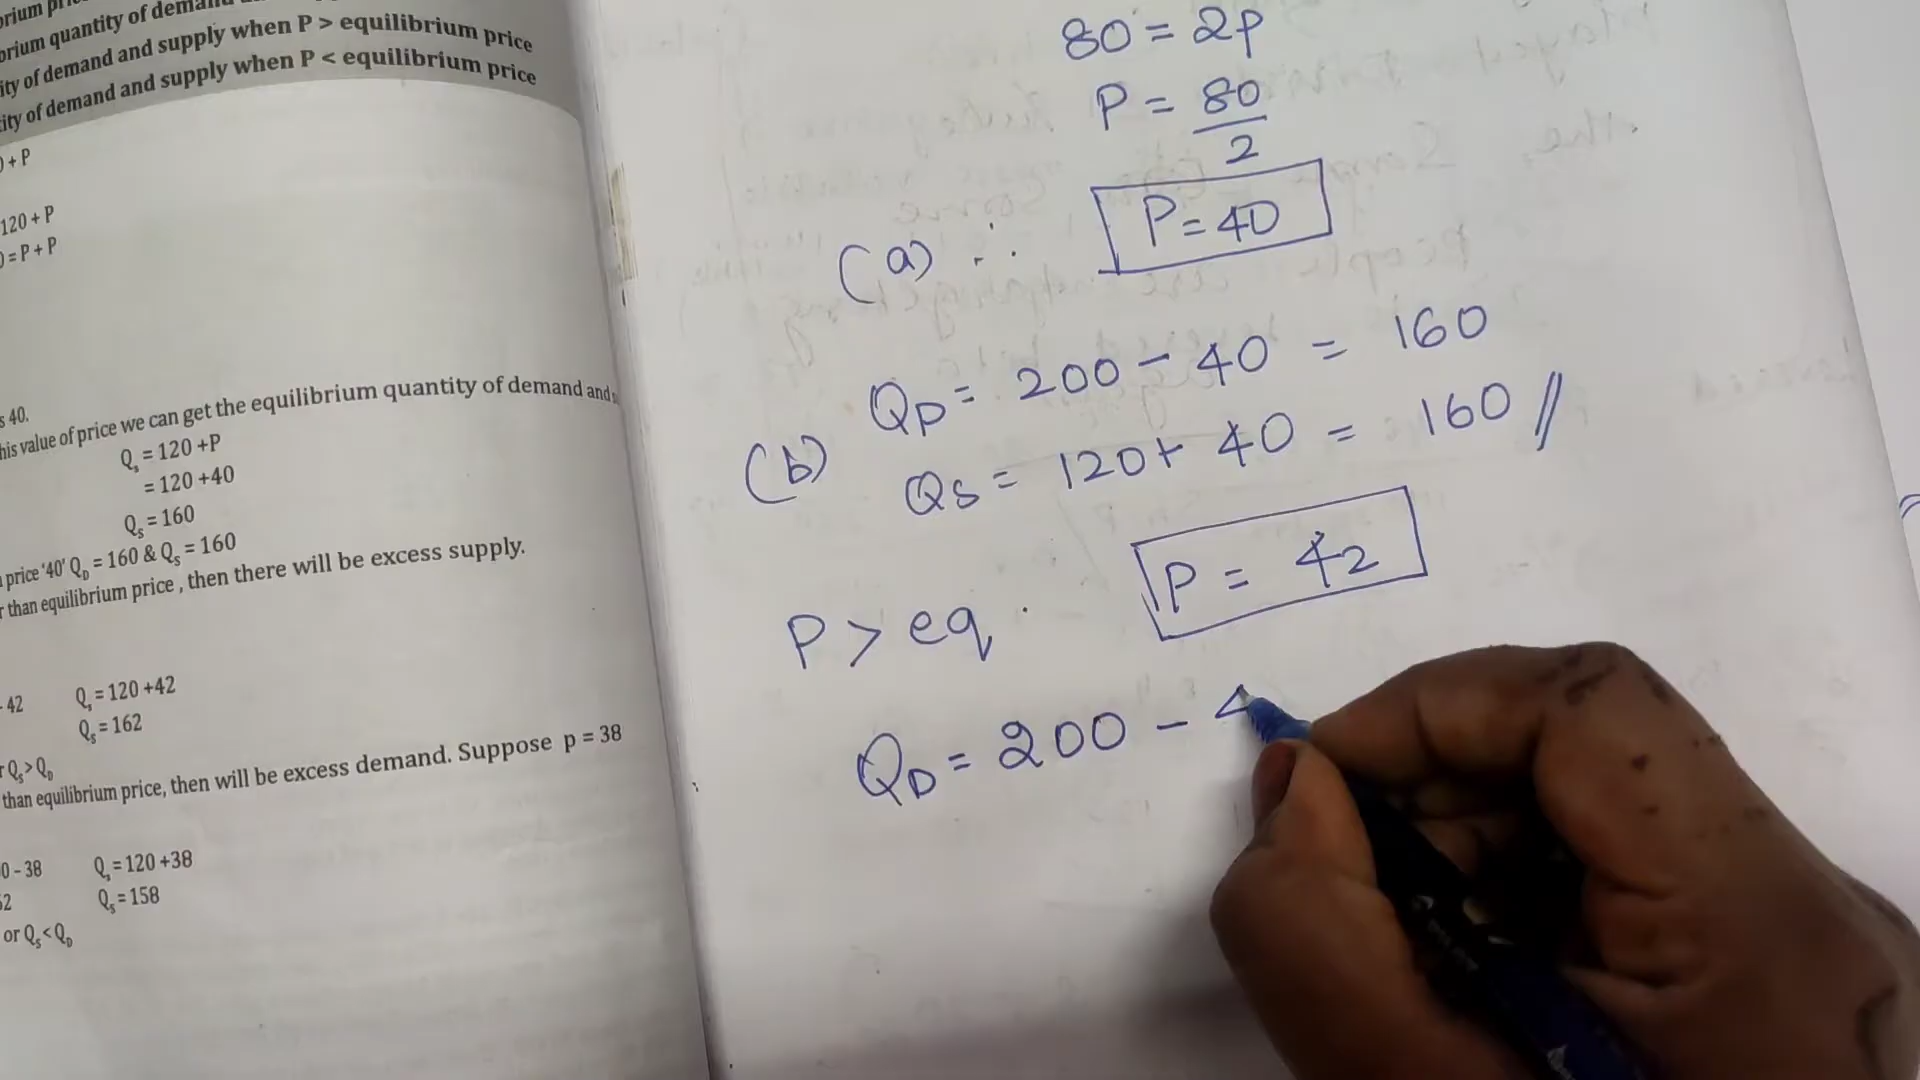 quantity of demand
ity of demand and supply when P > equilibrium price
ity of demand and supply when P < equilibrium price
+ P
120 + P
= P + P
s 40.
his value of price we can get the equilibrium quantity of demand and
Qs = 120 +P
= 120 +40
Qs = 160
price '40' QD = 160 & Qs = 160
than equilibrium price , then there will be excess supply.
- 42 Qs = 120 +42
Qs = 162
Qs > QD
than equilibrium price, then will be excess demand. Suppose p = 38
0 - 38 Qs = 120 +38
2 Qs = 158
or Qs < QD
80 = 2p
P = 80
2
(a) ∴ P = 40
QD = 200 - 40 = 160
(b) QS = 120+ 40 = 160 //
P > eq . P = 42
QD = 200 - 4